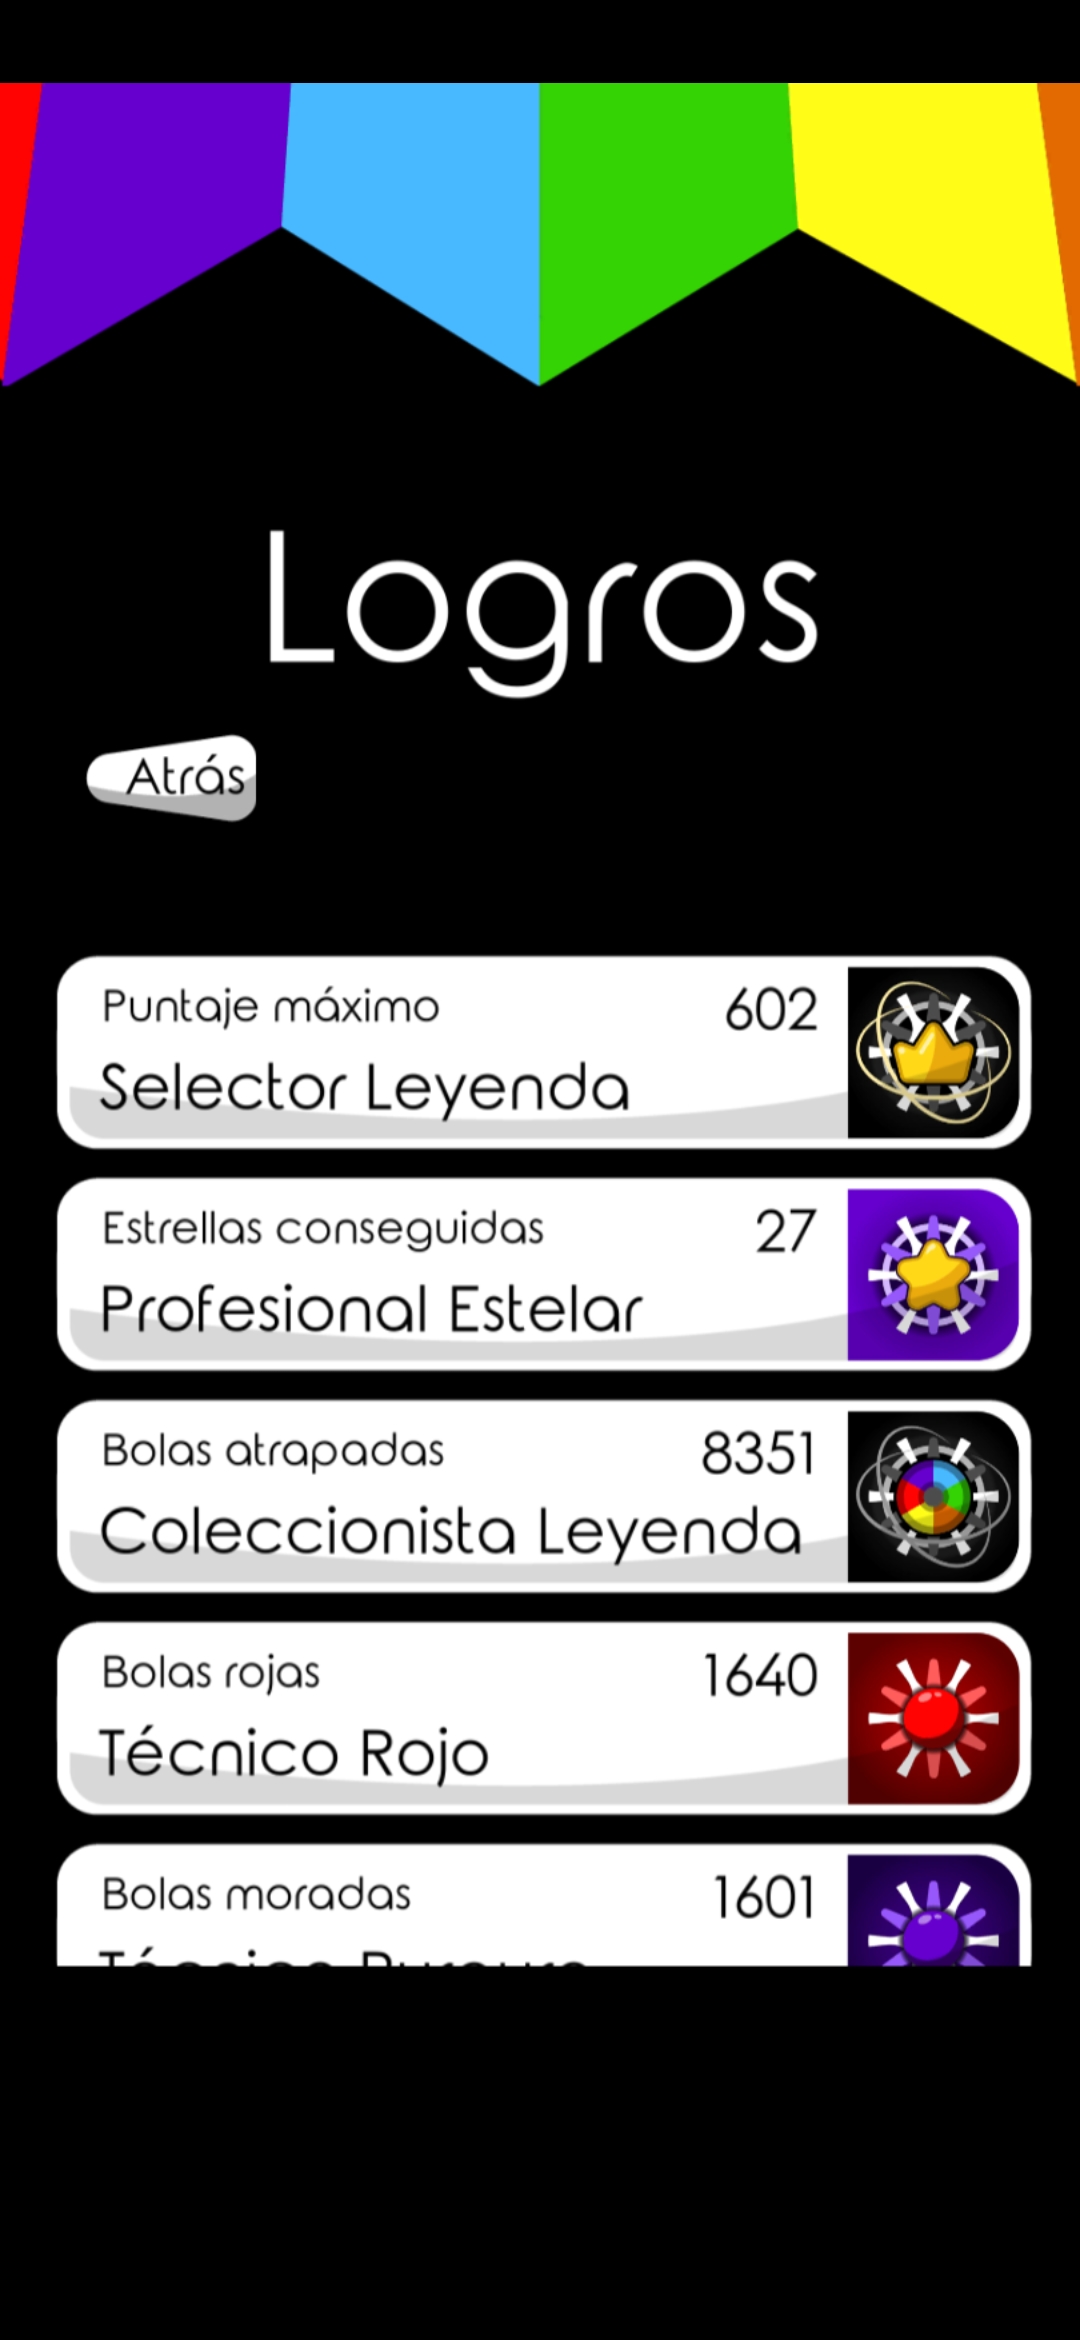 Logros
Atrás
Puntaje máximo 602
Selector Leyenda
Estrellas conseguidas 27
Profesional Estelar
Bolas atrapadas 8351
Coleccionista Leyenda
Bolas rojas 1640
Técnico Rojo
Bolas moradas 1601